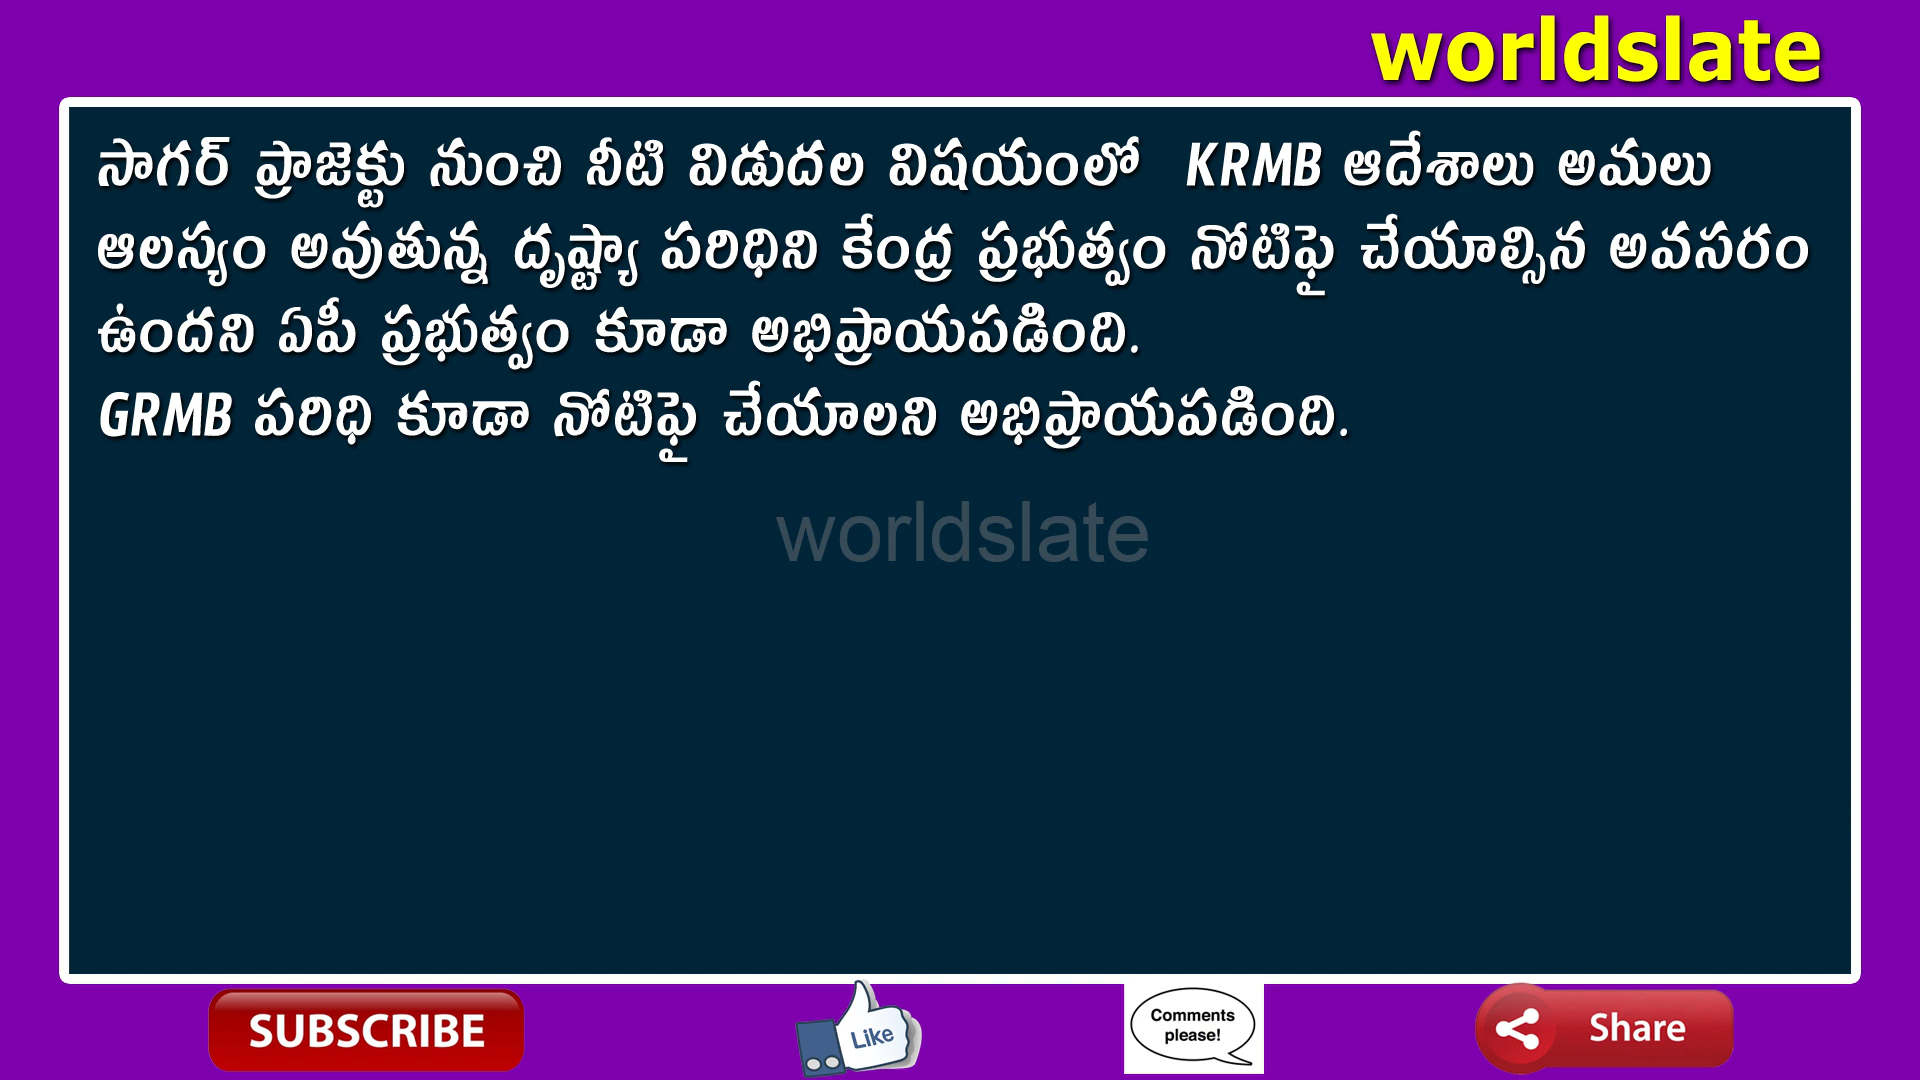 worldslate
సాగర్ ప్రాజెక్టు నుంచి నీటి విడుదల విషయంలో KRMB ఆదేశాలు అమలు
ఆలస్యం అవుతున్న దృష్ట్యా పరిధిని కేంద్ర ప్రభుత్వం నోటిఫై చేయాల్సిన అవసరం
ఉందని ఏపీ ప్రభుత్వం కూడా అభిప్రాయపడింది.
GRMB పరిధి కూడా నోటిఫై చేయాలని అభిప్రాయపడింది.
worldslate
SUBSCRIBE
Like
Comments
please!
Share